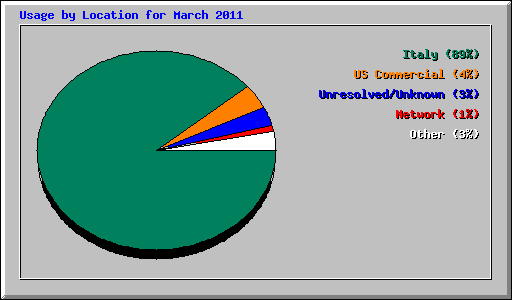 Usage by Location for March 2011
Italy (89%)
US Commercial (4%)
Unresolved/Unknown (3%)
Network (1%)
Other (3%)